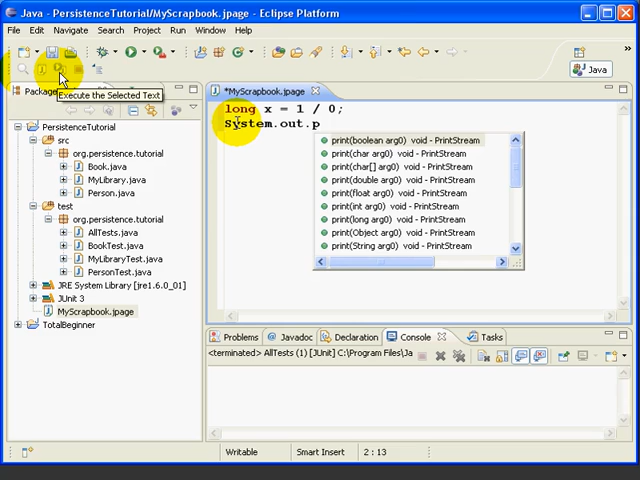 Java - PersistenceTutorial/MyScrapbook.jpage - Eclipse Platform
File Edit Navigate Search Project Run Window Help
Java
Execute the Selected Text
*MyScrapbook.jpage
PersistenceTutorial
src
org.persistence.tutorial
Book.java
MyLibrary.java
Person.java
test
org.persistence.tutorial
AllTests.java
BookTest.java
MyLibraryTest.java
PersonTest.java
JRE System Library [jre1.6.0_01]
JUnit 3
MyScrapbook.jpage
TotalBeginner
long x = 1 / 0;
System.out.p
print(boolean arg0) void - PrintStream
print(char arg0) void - PrintStream
print(char[] arg0) void - PrintStream
print(double arg0) void - PrintStream
print(float arg0) void - PrintStream
print(int arg0) void - PrintStream
print(long arg0) void - PrintStream
print(Object arg0) void - PrintStream
print(String arg0) void - PrintStream
Problems @ Javadoc Declaration Console Tasks
<terminated> AllTests (1) [JUnit] C:\Program Files\Ja
Writable Smart Insert 2 : 13